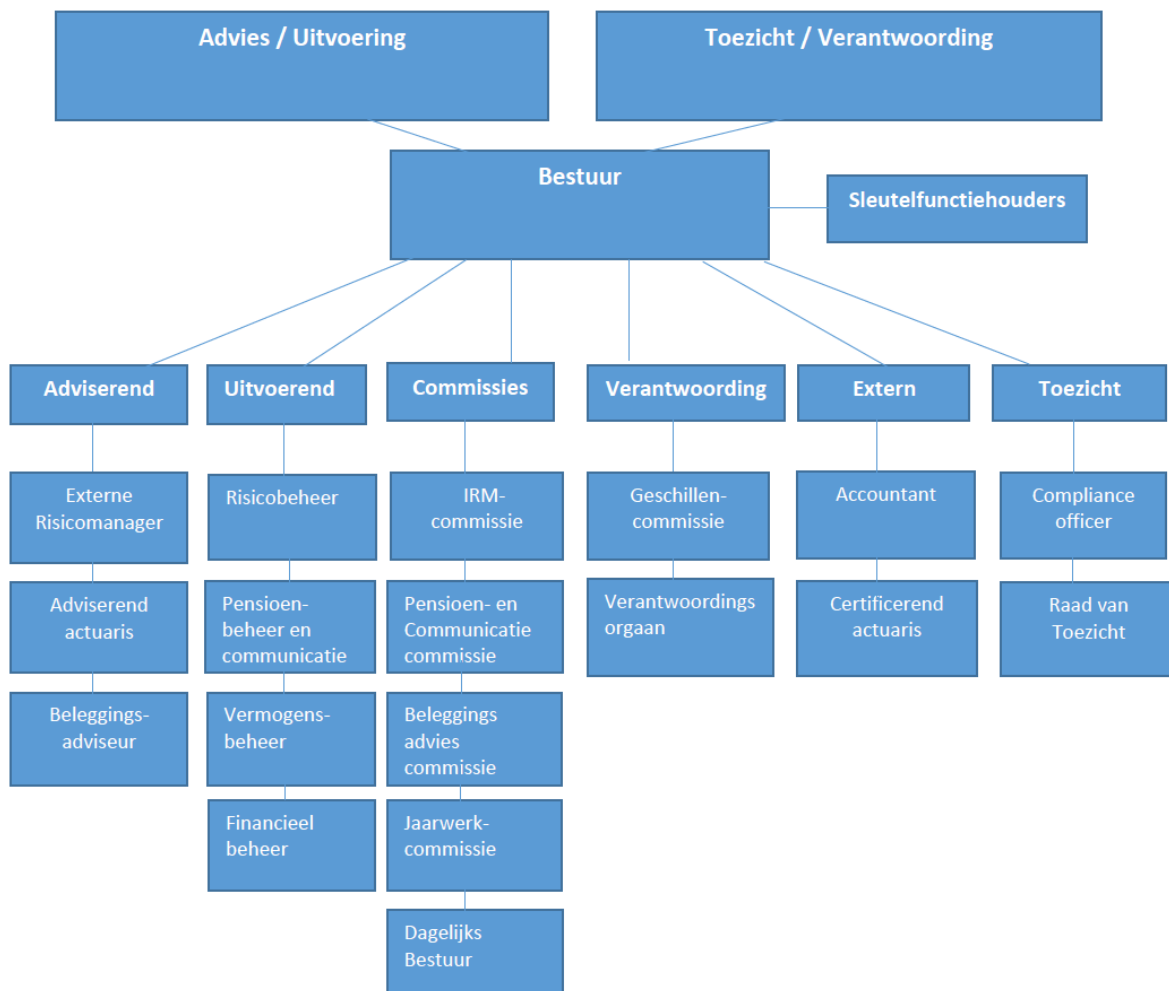 Advies / Uitvoering
Toezicht / Verantwoording
Bestuur
Sleutelfunctiehouders
Adviserend
Uitvoerend
Commissies
Verantwoording
Extern
Toezicht
Externe
Risicomanager
Risicobeheer
IRM-
commissie
Geschillen-
commissie
Accountant
Compliance
officer
Adviserend
actuaris
Pensioen-
beheer en
communicatie
Pensioen- en
Communicatie
commissie
Verantwoordings
orgaan
Certificerend
actuaris
Raad van
Toezicht
Beleggings-
adviseur
Vermogens-
beheer
Beleggings
advies
commissie
Financieel
beheer
Jaarwerk-
commissie
Dagelijks
Bestuur